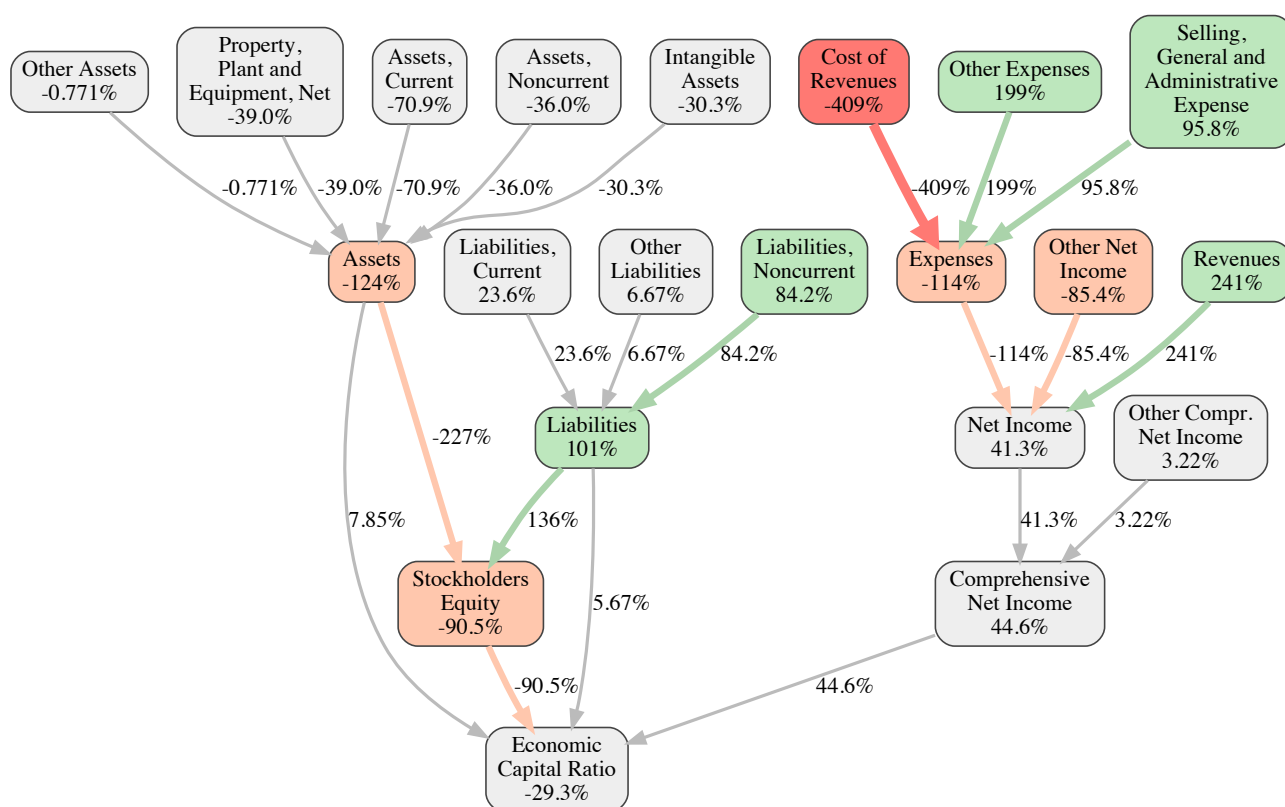 Other Assets
-0.771%
Property,
Plant and
Equipment, Net
-39.0%
Assets,
Current
-70.9%
Assets,
Noncurrent
-36.0%
Intangible
Assets
-30.3%
Cost of
Revenues
-409%
Other Expenses
199%
Selling,
General and
Administrative
Expense
95.8%
-0.771%
-39.0%
-70.9%
-36.0%
-30.3%
-409%
199%
95.8%
Assets
-124%
Liabilities,
Current
23.6%
Other
Liabilities
6.67%
Liabilities,
Noncurrent
84.2%
Expenses
-114%
Other Net
Income
-85.4%
Revenues
241%
23.6%
6.67%
84.2%
-114%
-85.4%
241%
-227%
Liabilities
101%
Net Income
41.3%
Other Compr.
Net Income
3.22%
7.85%
136%
41.3%
3.22%
Stockholders
Equity
-90.5%
5.67%
Comprehensive
Net Income
44.6%
-90.5%
44.6%
Economic
Capital Ratio
-29.3%